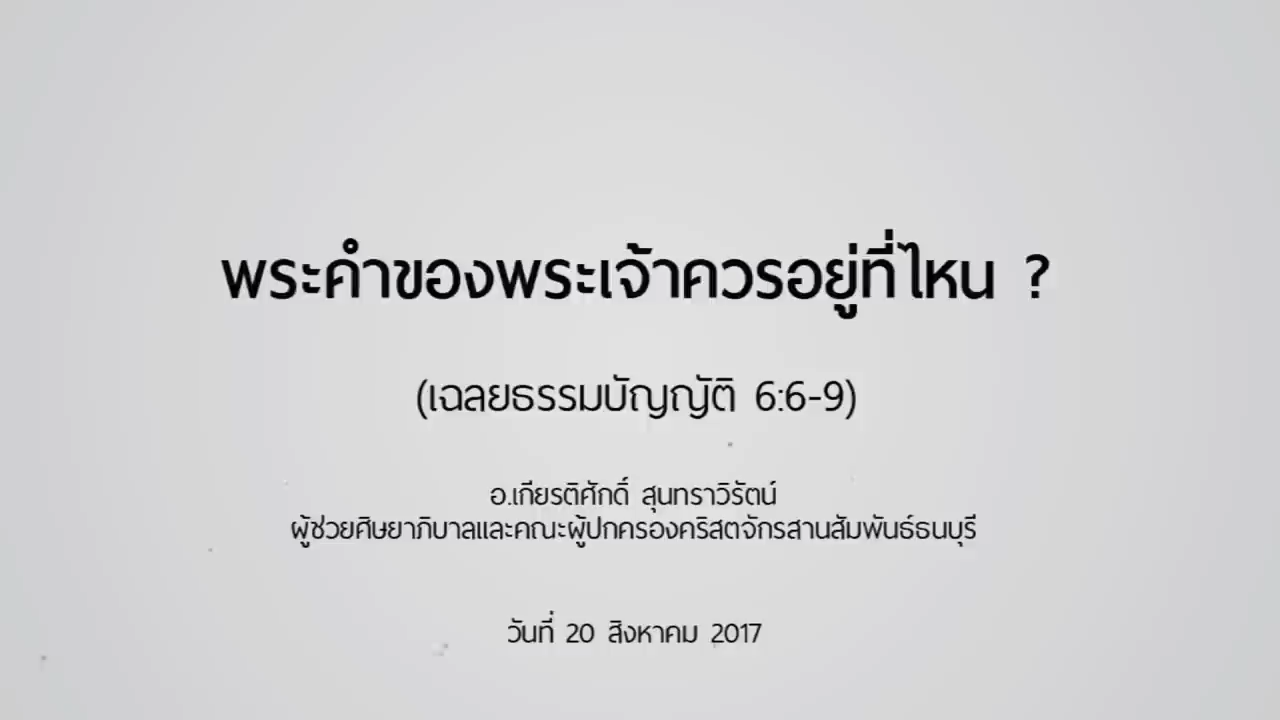 พระคำของพระเจ้าควรอยู่ที่ไหน ?
(เฉลยธรรมบัญญัติ 6:6-9)
อ.เกียรติศักดิ์ สุนทราวิรัตน์
ผู้ช่วยศิษยาภิบาลและคณะผู้ปกครองคริสตจักรสานสัมพันธ์ธนบุรี
วันที่ 20 สิงหาคม 2017